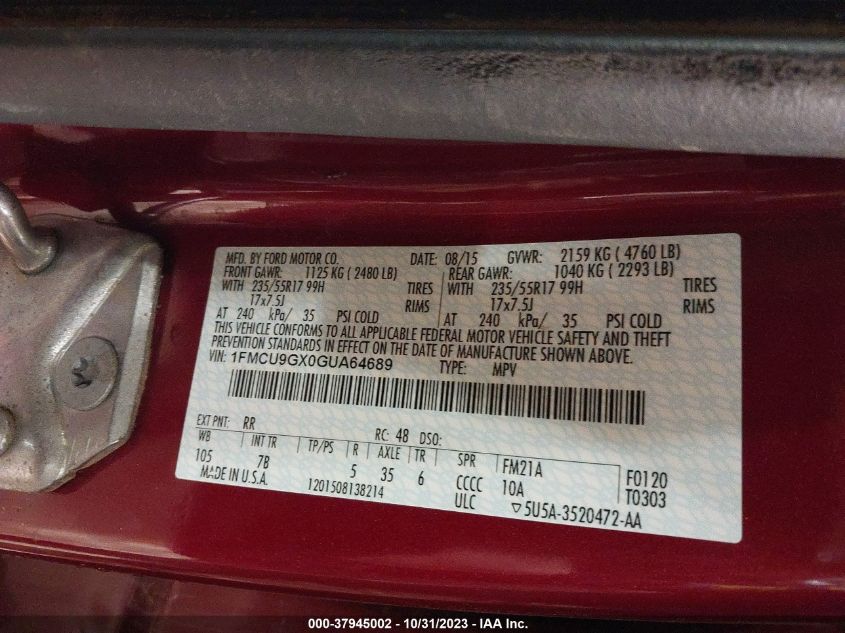 MFD. BY FORD MOTOR CO. DATE: 08/15 GVWR: 2159 KG ( 4760 LB)
FRONT GAWR: 1125 KG ( 2480 LB) REAR GAWR: 1040 KG ( 2293 LB)
WITH 235/55R17 99H TIRES WITH 235/55R17 99H TIRES
17x7.5J RIMS 17x7.5J RIMS
AT 240 kPa/ 35 PSI COLD AT 240 kPa/ 35 PSI COLD
THIS VEHICLE CONFORMS TO ALL APPLICABLE FEDERAL MOTOR VEHICLE SAFETY AND THEFT
PREVENTION STANDARDS IN EFFECT ON THE DATE OF MANUFACTURE SHOWN ABOVE.
VIN: 1FMCU9GX0GUA64689 TYPE: MPV
EXT PNT: RR RC: 48 DSO:
WB INT TR TP/PS R AXLE TR SPR FM21A F0120
105 7B 5 35 6 CCCC 10A T0303
MADE IN U.S.A. 1201508138214 ULC ▽5U5A-3520472-AA
000-37945002 - 10/31/2023 - IAA Inc.